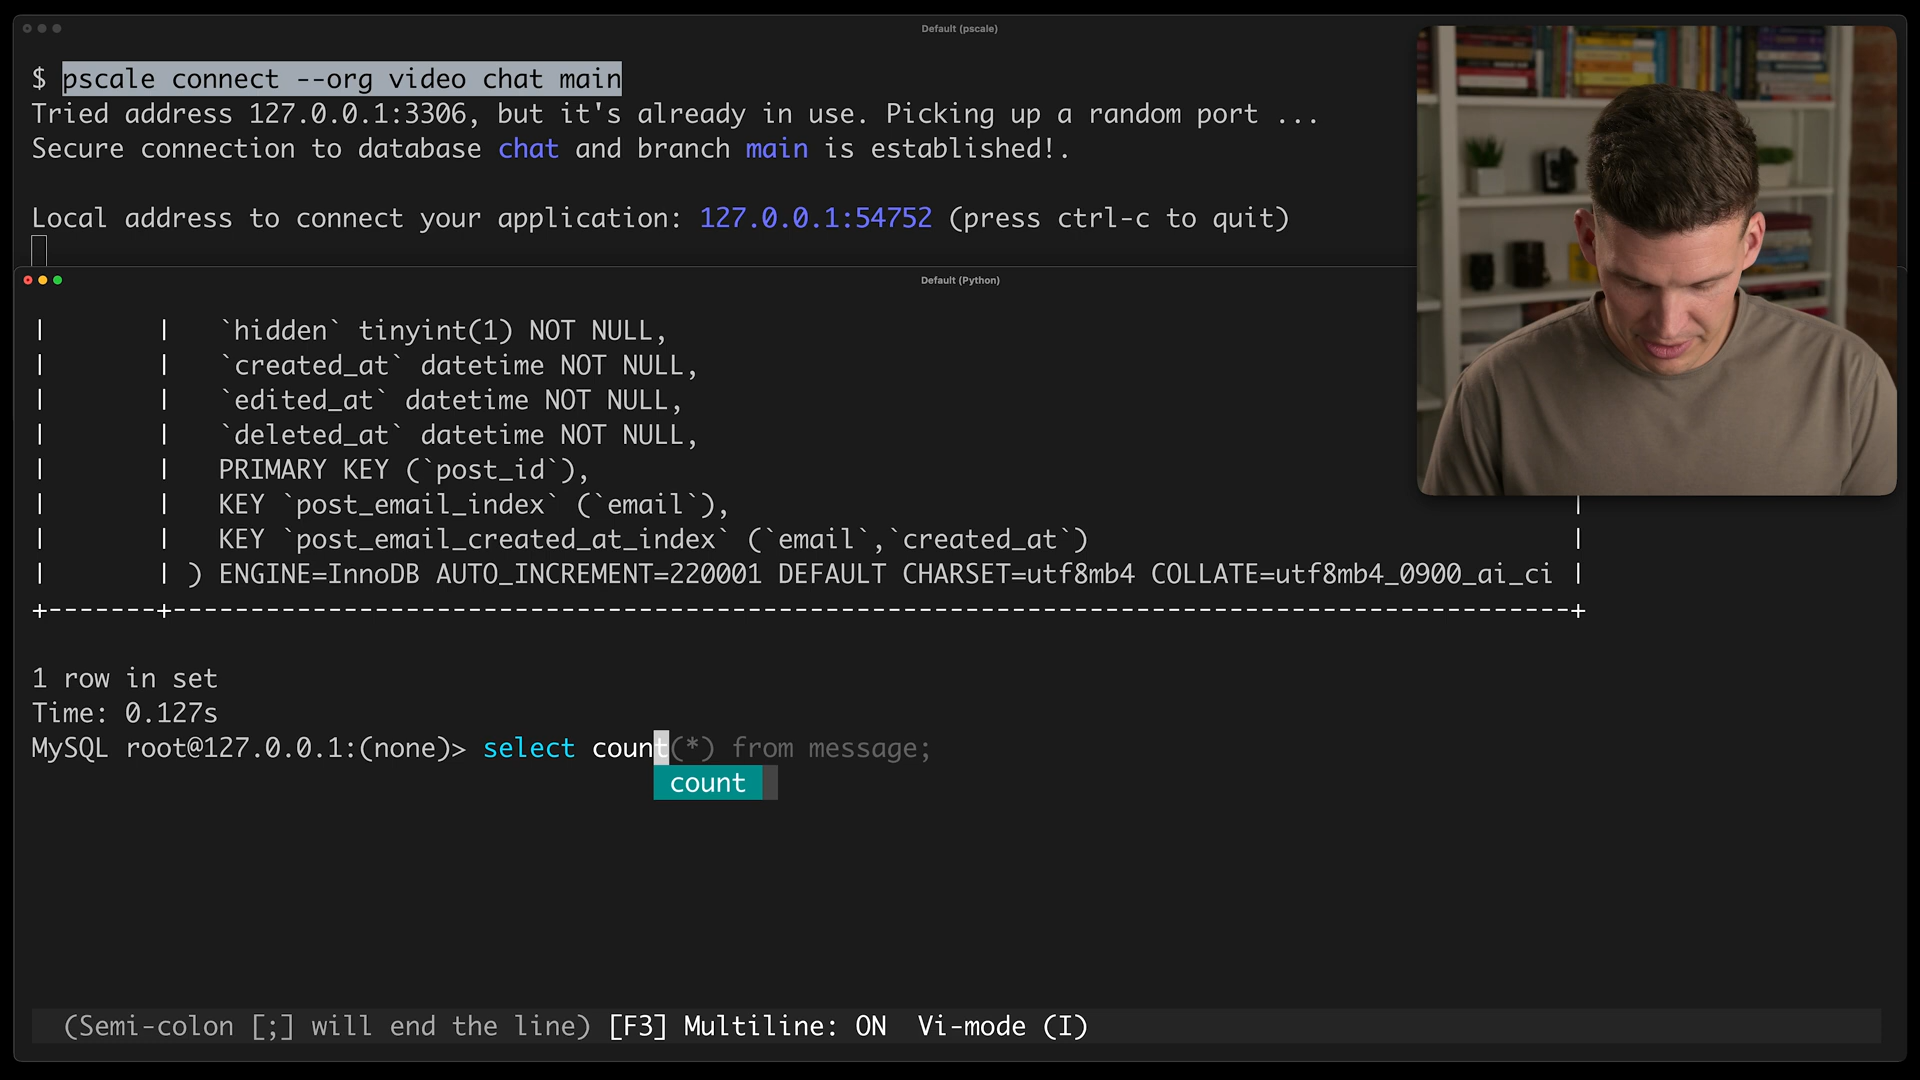 Default (pscale)
$ pscale connect --org video chat main
Tried address 127.0.0.1:3306, but it's already in use. Picking up a random port ...
Secure connection to database chat and branch main is established!.
Local address to connect your application: 127.0.0.1:54752 (press ctrl-c to quit)
Default (Python)
| | `hidden` tinyint(1) NOT NULL,
| | `created_at` datetime NOT NULL,
| | `edited_at` datetime NOT NULL,
| | `deleted_at` datetime NOT NULL,
| | PRIMARY KEY (`post_id`),
| | KEY `post_email_index` (`email`), |
| | KEY `post_email_created_at_index` (`email`,`created_at`) |
| | ) ENGINE=InnoDB AUTO_INCREMENT=220001 DEFAULT CHARSET=utf8mb4 COLLATE=utf8mb4_0900_ai_ci |
+-------+------------------------------------------------------------------------------------------+
1 row in set
Time: 0.127s
MySQL root@127.0.0.1:(none)> select count(*) from message;
count
(Semi-colon [;] will end the line) [F3] Multiline: ON Vi-mode (I)